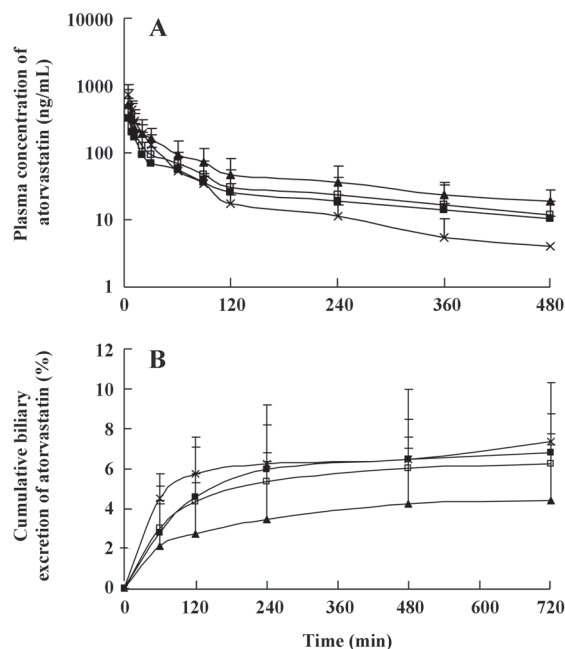 A
Plasma concentration of
atorvastatin (ng/mL)
10000
1000
100
10
1
0 120 240 360 480
B
Cumulative biliary
excretion of atorvastatin (%)
12
10
8
6
4
2
0
0 120 240 360 480 600 720
Time (min)